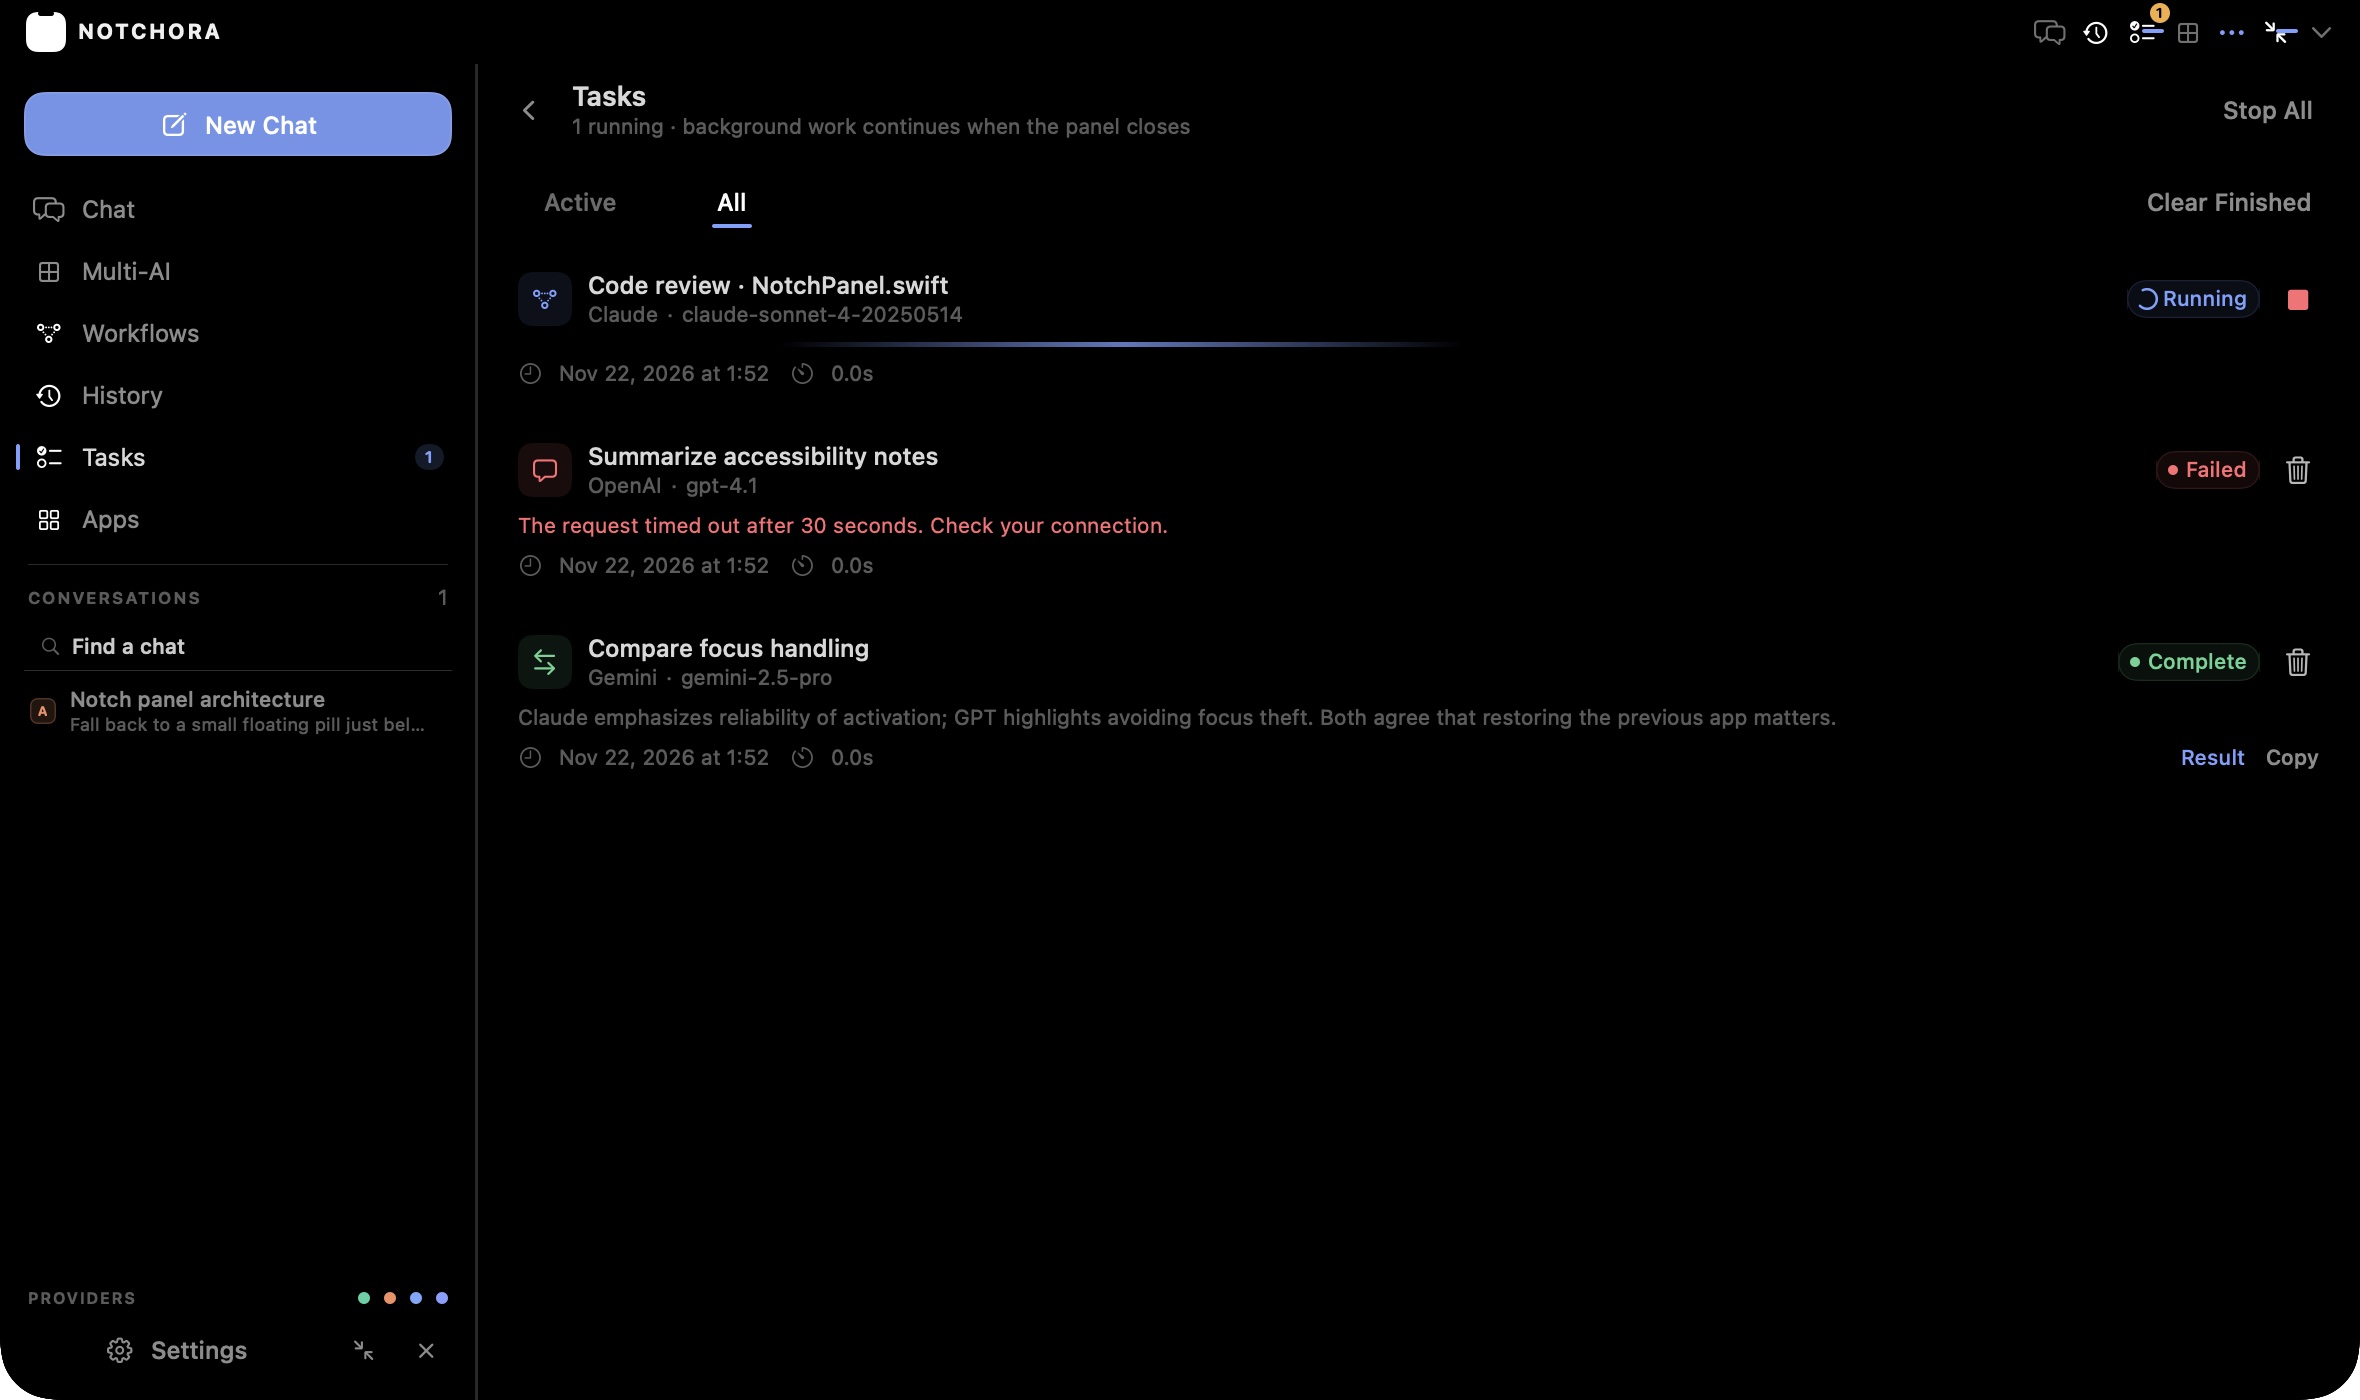 NOTCHORA
1
New Chat
Chat
Multi-AI
Workflows
History
Tasks
1
Apps
CONVERSATIONS
1
Find a chat
A
Notch panel architecture
Fall back to a small floating pill just bel...
PROVIDERS
Settings
Tasks
1 running · background work continues when the panel closes
Stop All
Active
All
Clear Finished
Code review · NotchPanel.swift
Claude · claude-sonnet-4-20250514
Running
Nov 22, 2026 at 1:52
0.0s
Summarize accessibility notes
OpenAI · gpt-4.1
Failed
The request timed out after 30 seconds. Check your connection.
Nov 22, 2026 at 1:52
0.0s
Compare focus handling
Gemini · gemini-2.5-pro
Complete
Claude emphasizes reliability of activation; GPT highlights avoiding focus theft. Both agree that restoring the previous app matters.
Nov 22, 2026 at 1:52
0.0s
Result
Copy